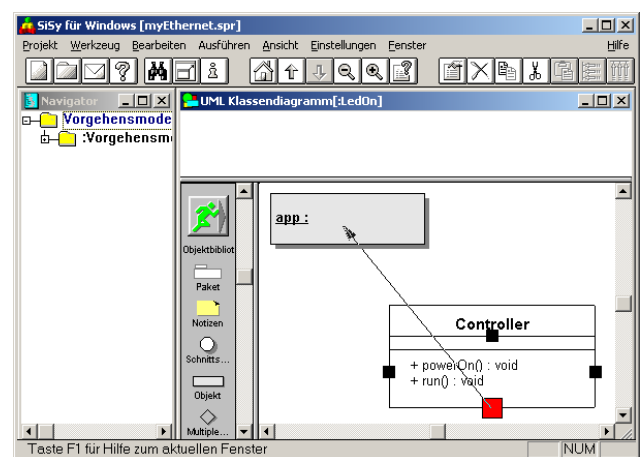 SiSy für Windows [myEthernet.spr]
Projekt Werkzeug Bearbeiten Ausführen Ansicht Einstellungen Fenster Hilfe
Navigator
UML Klassendiagramm[:LedOn]
Vorgehensmode
:Vorgehensm
Objektbibliot
Paket
Notizen
Schnitts...
Objekt
Multiple...
app :
Controller
+ powerOn() : void
+ run() : void
Taste F1 für Hilfe zum aktuellen Fenster
NUM